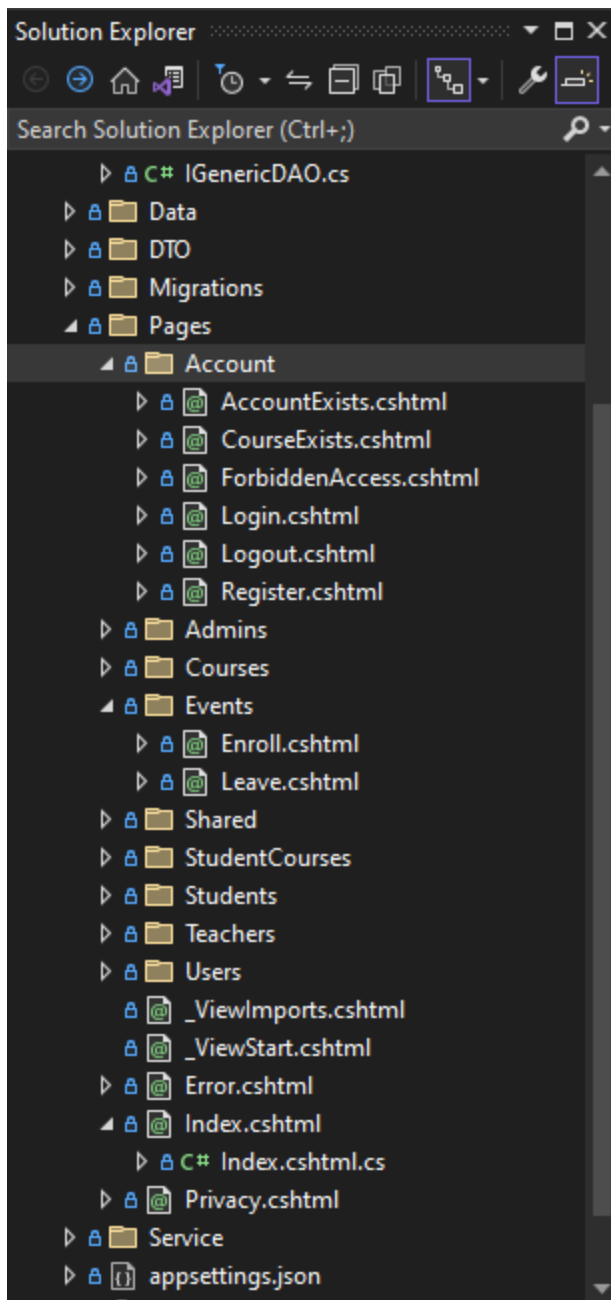 Solution Explorer
Search Solution Explorer (Ctrl+;)
C# IGenericDAO.cs
Data
DTO
Migrations
Pages
Account
@ AccountExists.cshtml
@ CourseExists.cshtml
@ ForbiddenAccess.cshtml
@ Login.cshtml
@ Logout.cshtml
@ Register.cshtml
Admins
Courses
Events
@ Enroll.cshtml
@ Leave.cshtml
Shared
StudentCourses
Students
Teachers
Users
@ _ViewImports.cshtml
@ _ViewStart.cshtml
@ Error.cshtml
@ Index.cshtml
C# Index.cshtml.cs
@ Privacy.cshtml
Service
appsettings.json